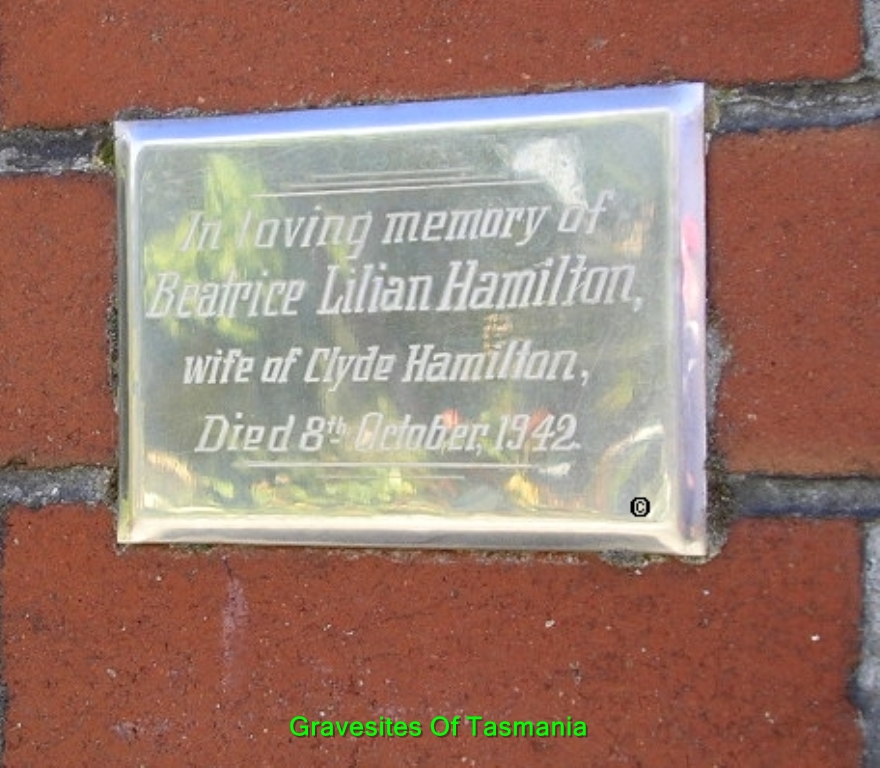 In loving memory of
Beatrice Lilian Hamilton,
wife of Clyde Hamilton,
Died 8th October, 1942.
©
Gravesites Of Tasmania